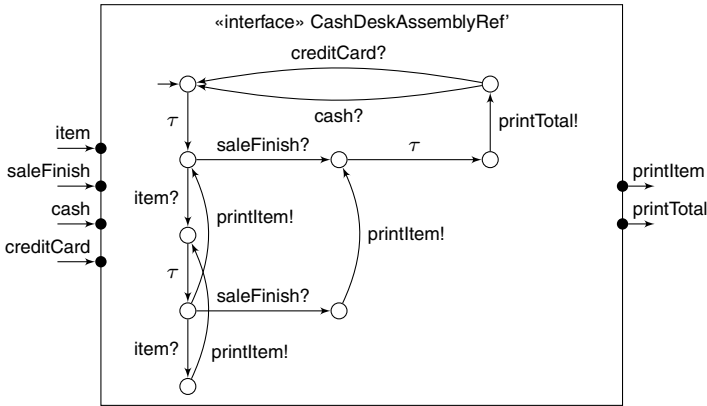 «interface» CashDeskAssemblyRef'
creditCard?
cash?
τ
printTotal!
item
saleFinish?
τ
saleFinish
printItem
item?
cash
printItem!
printTotal
printItem!
creditCard
τ
saleFinish?
item?
printItem!